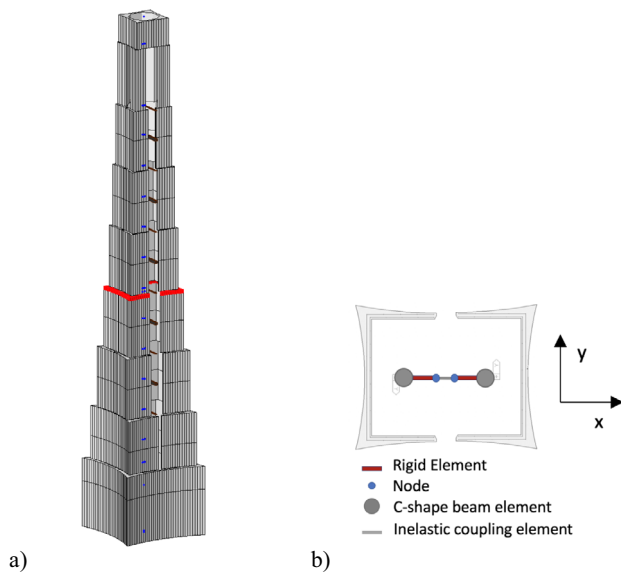 y
x
Rigid Element
Node
C-shape beam element
Inelastic coupling element
a)
b)